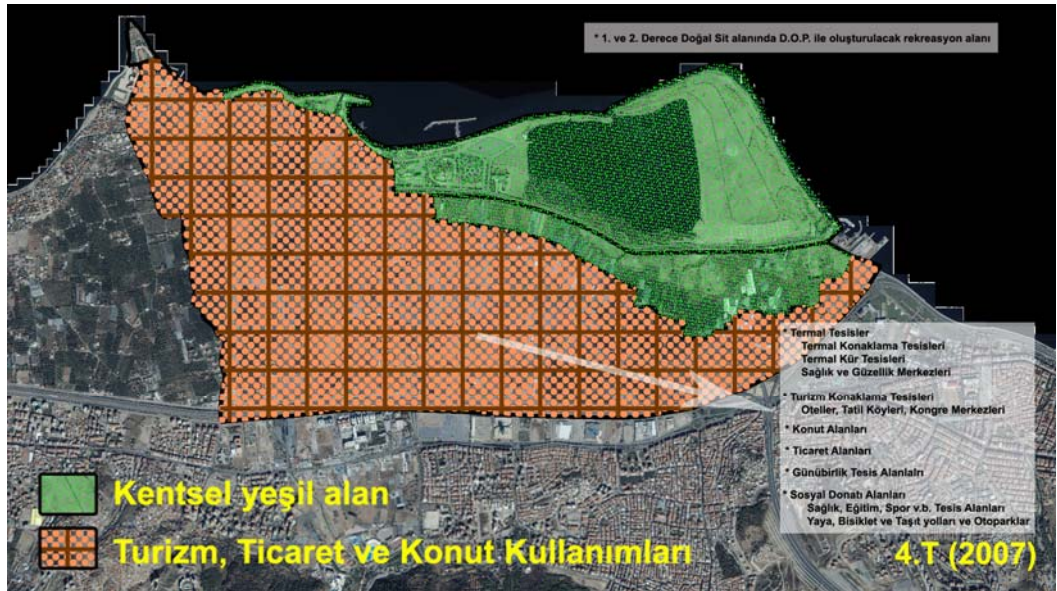 * 1. ve 2. Derece Doğal Sit alanında D.O.P. ile oluşturulacak rekreasyon alanı
* Termal Tesisler
Termal Konaklama Tesisleri
Termal Kür Tesisleri
Sağlık ve Güzellik Merkezleri
* Turizm Konaklama Tesisleri
Oteller, Tatil Köyleri, Kongre Merkezleri
* Konut Alanları
* Ticaret Alanları
* Günübirlik Tesis Alanlalrı
* Sosyal Donatı Alanları
Sağlık, Eğitim, Spor v.b. Tesis Alanları
Yaya, Bisiklet ve Taşıt yolları ve Otoparklar
Kentsel yeşil alan
Turizm, Ticaret ve Konut Kullanımları
4.T (2007)